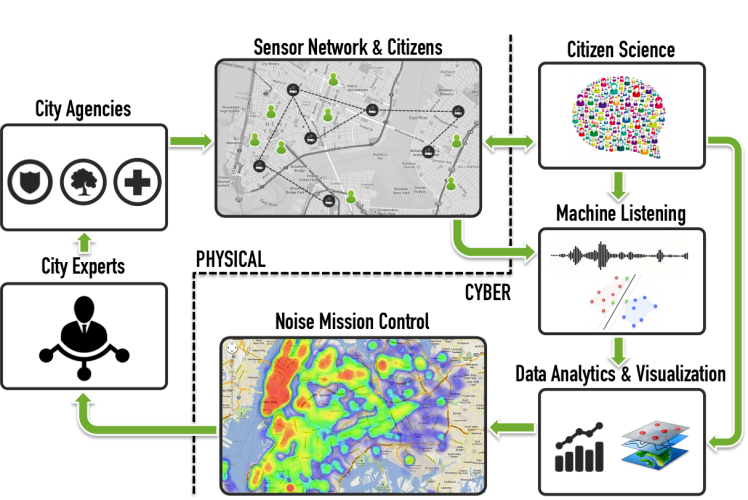 Sensor Network & Citizens
Citizen Science
City Agencies
Machine Listening
PHYSICAL
City Experts
CYBER
Noise Mission Control
Data Analytics & Visualization